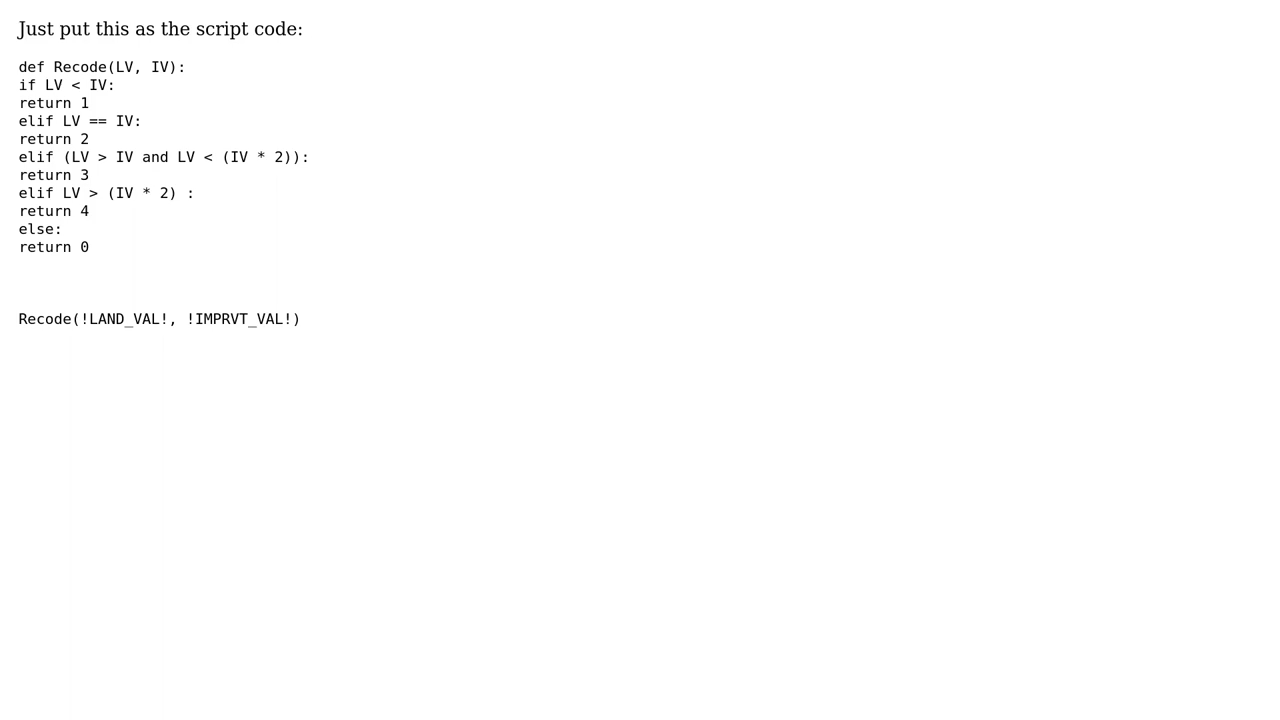 Just put this as the script code:
def Recode(LV, IV):
if LV < IV:
return 1
elif LV == IV:
return 2
elif (LV > IV and LV < (IV * 2)):
return 3
elif LV > (IV * 2) :
return 4
else:
return 0
Recode(!LAND_VAL!, !IMPRVT_VAL!)